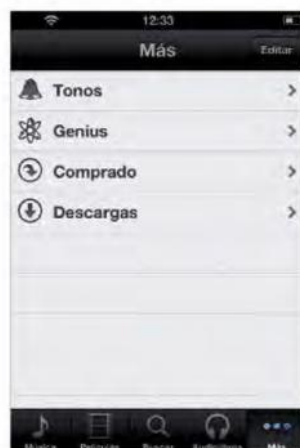 12:33
Más Editar
Tonos
Genius
Comprado
Descargas
Música Películas Buscar Audiolibros Más